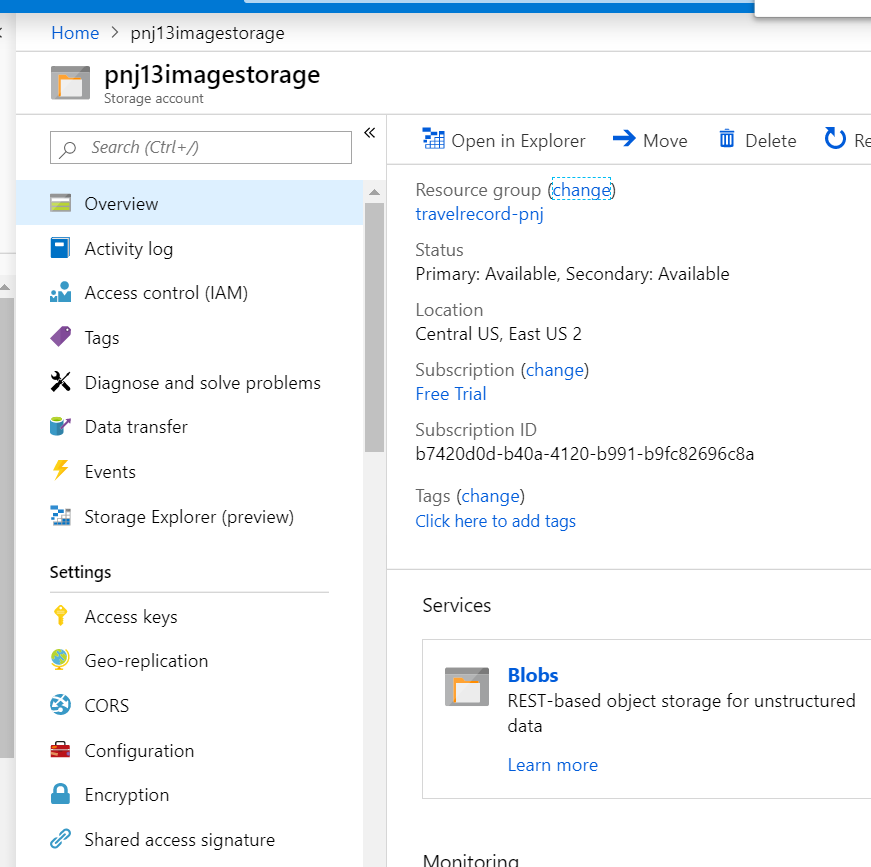 Home > pnj13imagestorage
pnj13imagestorage
Storage account
Search (Ctrl+/)
«
Overview
Activity log
Access control (IAM)
Tags
Diagnose and solve problems
Data transfer
Events
Storage Explorer (preview)
Settings
Access keys
Geo-replication
CORS
Configuration
Encryption
Shared access signature
Open in Explorer
Move
Delete
Re
Resource group (change)
travelrecord-pnj
Status
Primary: Available, Secondary: Available
Location
Central US, East US 2
Subscription (change)
Free Trial
Subscription ID
b7420d0d-b40a-4120-b991-b9fc82696c8a
Tags (change)
Click here to add tags
Services
Blobs
REST-based object storage for unstructured
data
Learn more
Monitoring